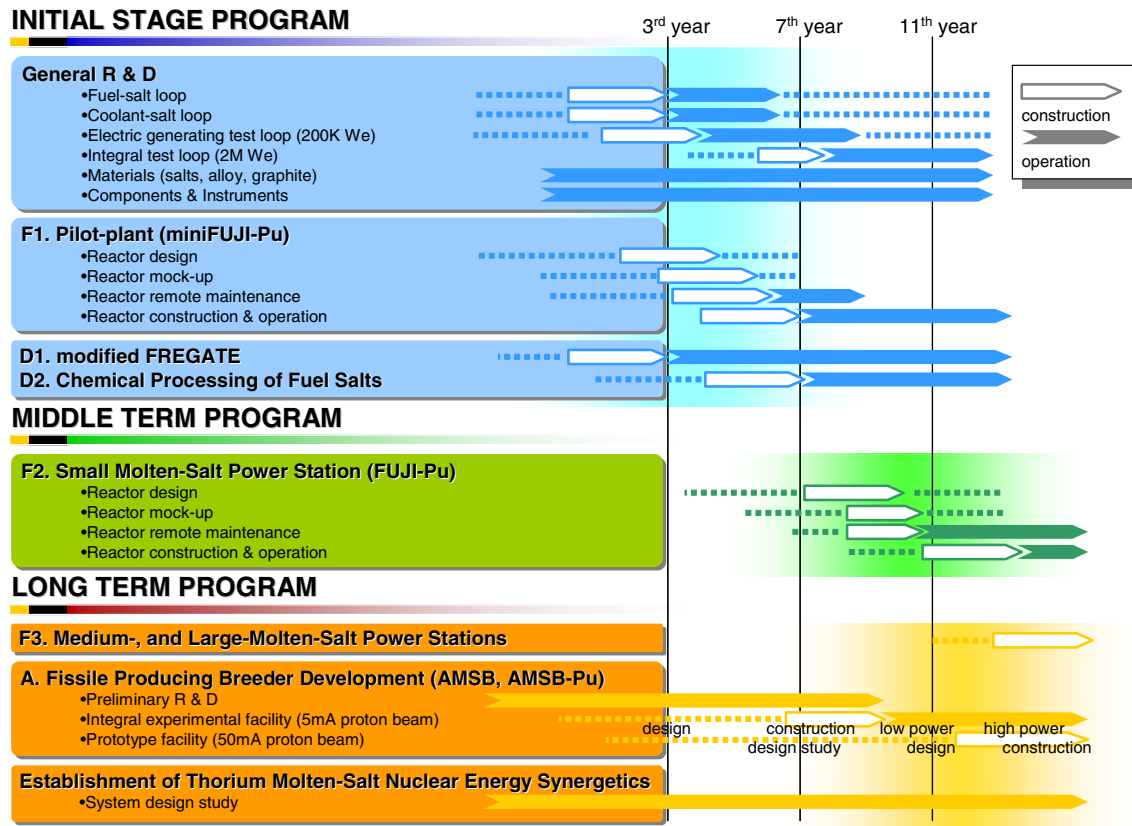 INITIAL STAGE PROGRAM
3rd year
7th year
11th year
General R & D
•Fuel-salt loop
•Coolant-salt loop
•Electric generating test loop (200K We)
•Integral test loop (2M We)
•Materials (salts, alloy, graphite)
•Components & Instruments
construction
operation
F1. Pilot-plant (miniFUJI-Pu)
•Reactor design
•Reactor mock-up
•Reactor remote maintenance
•Reactor construction & operation
D1. modified FREGATE
D2. Chemical Processing of Fuel Salts
MIDDLE TERM PROGRAM
F2. Small Molten-Salt Power Station (FUJI-Pu)
•Reactor design
•Reactor mock-up
•Reactor remote maintenance
•Reactor construction & operation
LONG TERM PROGRAM
F3. Medium-, and Large-Molten-Salt Power Stations
A. Fissile Producing Breeder Development (AMSB, AMSB-Pu)
•Preliminary R & D
•Integral experimental facility (5mA proton beam)
•Prototype facility (50mA proton beam)
design construction low power high power
design study design construction
Establishment of Thorium Molten-Salt Nuclear Energy Synergetics
•System design study